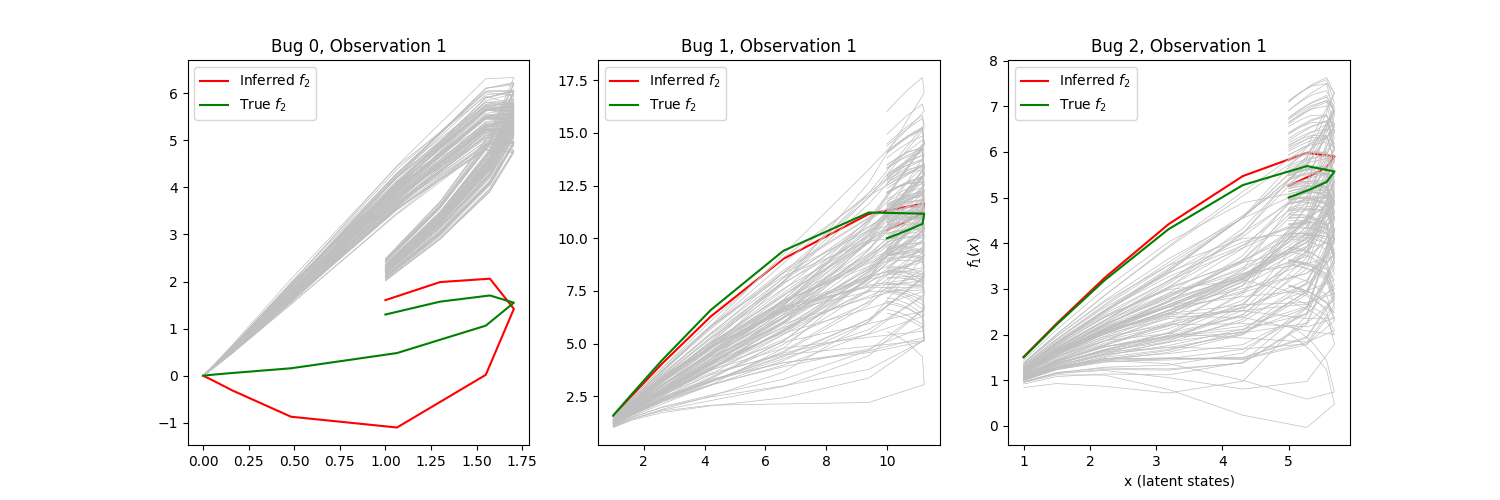 Bug 0, Observation 1
Inferred f₂
True f₂
6
5
4
3
2
1
0
−1
0.00 0.25 0.50 0.75 1.00 1.25 1.50 1.75
Bug 1, Observation 1
Inferred f₂
True f₂
17.5
15.0
12.5
10.0
7.5
5.0
2.5
2 4 6 8 10
Bug 2, Observation 1
Inferred f₂
True f₂
f₁(x)
8
7
6
5
4
3
2
1
0
1 2 3 4 5
x (latent states)